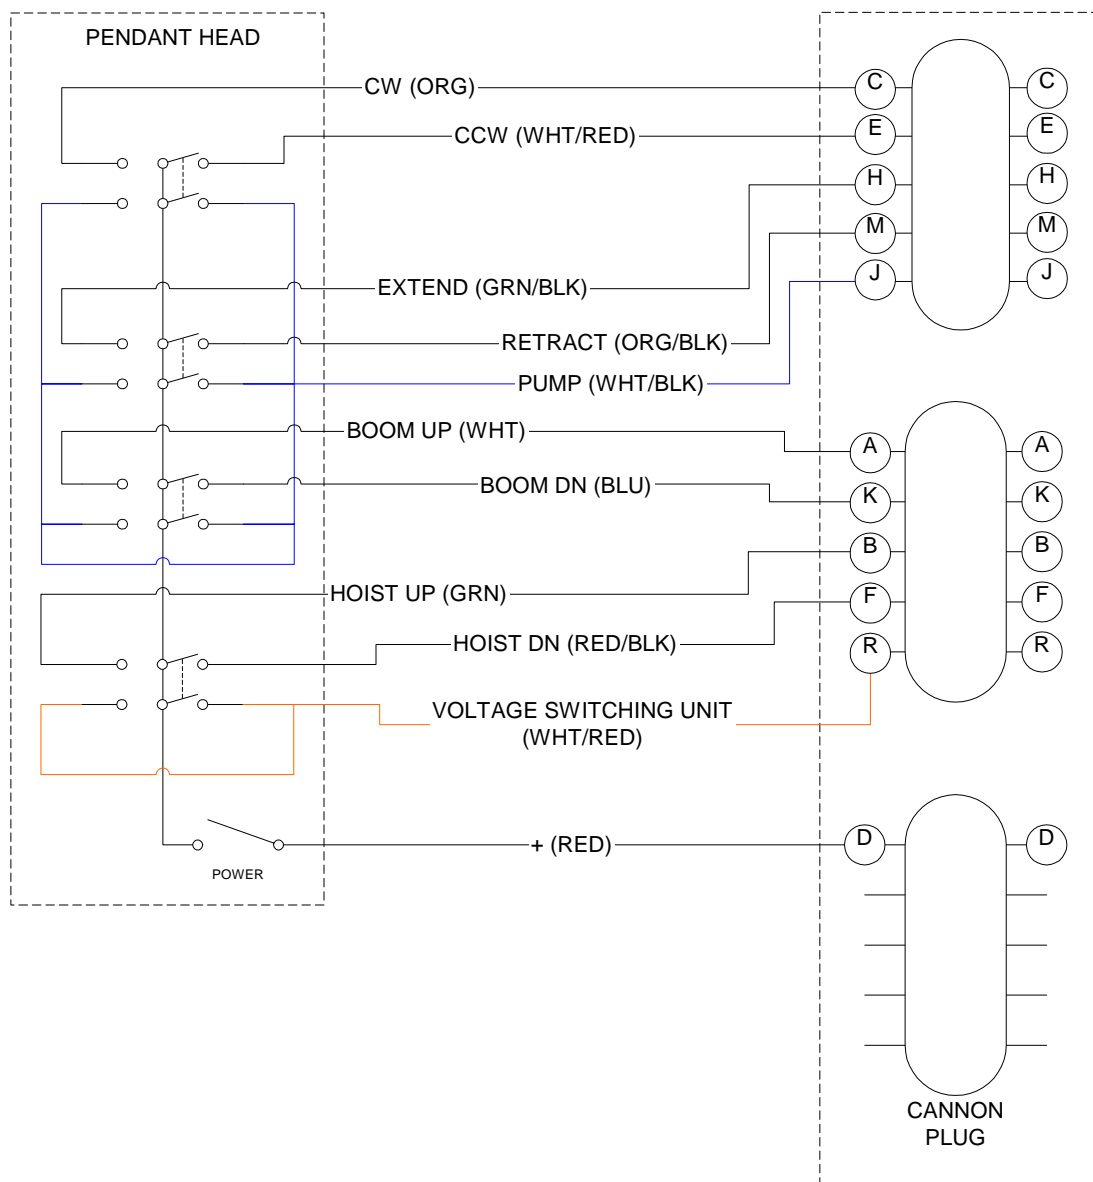 PENDANT HEAD
CW (ORG)
C
C
CCW (WHT/RED)
E
E
H
H
M
M
EXTEND (GRN/BLK)
J
J
RETRACT (ORG/BLK)
PUMP (WHT/BLK)
BOOM UP (WHT)
A
A
BOOM DN (BLU)
K
K
B
B
HOIST UP (GRN)
F
F
HOIST DN (RED/BLK)
R
R
VOLTAGE SWITCHING UNIT
(WHT/RED)
+ (RED)
D
D
POWER
CANNON
PLUG